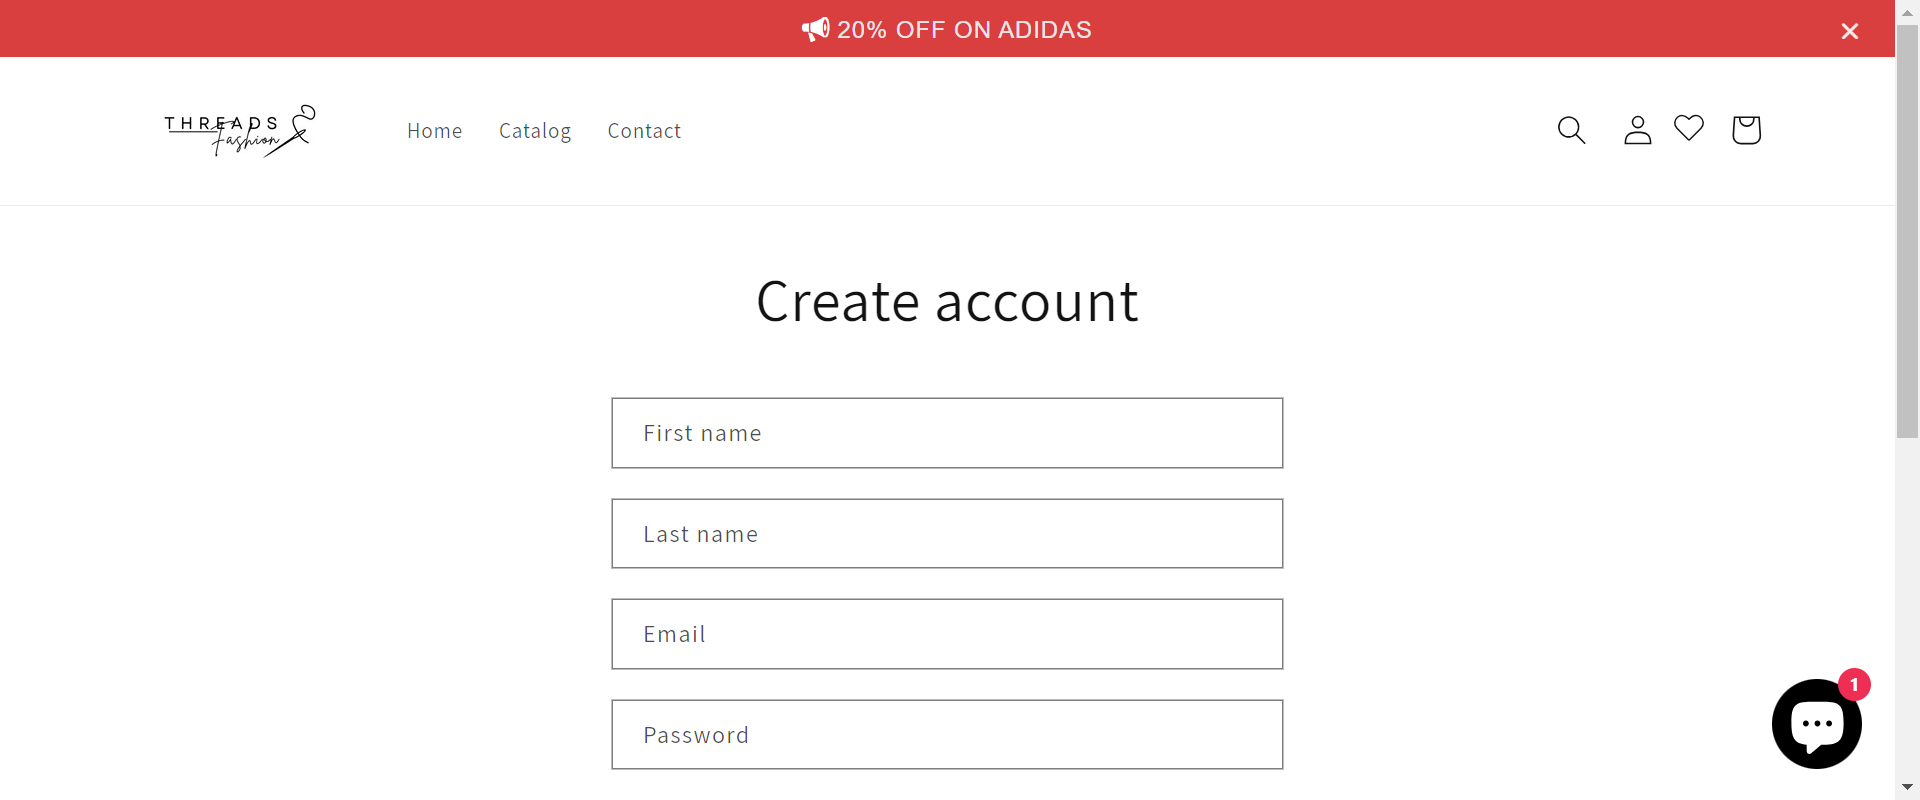 20% OFF ON ADIDAS
THREADS
Fashion
Home Catalog Contact
Create account
First name
Last name
Email
Password
1